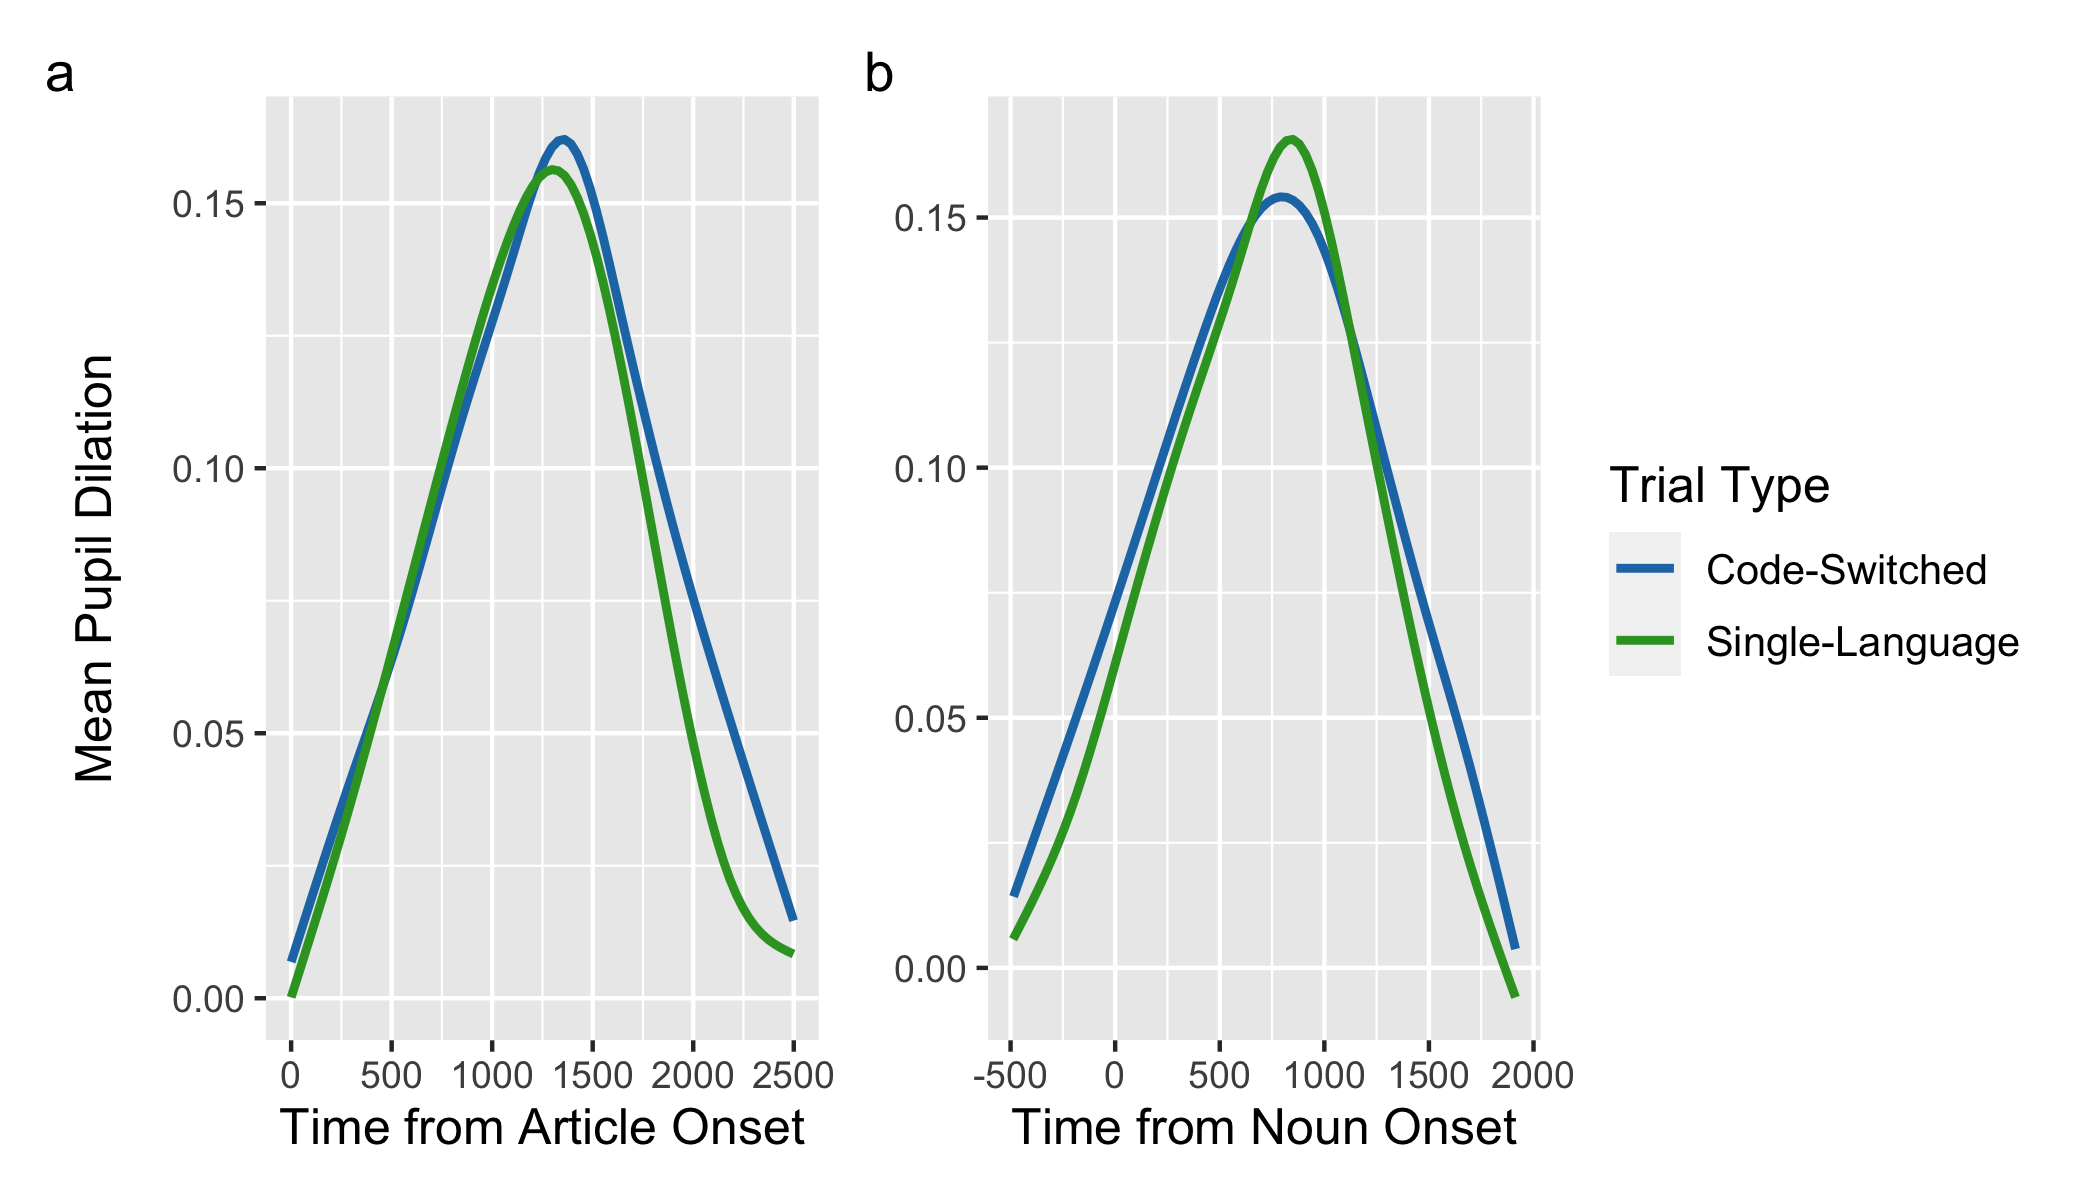 a
b
Mean Pupil Dilation
0.15
0.10
0.05
0.00
0 500 1000 1500 2000 2500
Time from Article Onset
0.15
0.10
0.05
0.00
-500 0 500 1000 1500 2000
Time from Noun Onset
Trial Type
Code-Switched
Single-Language